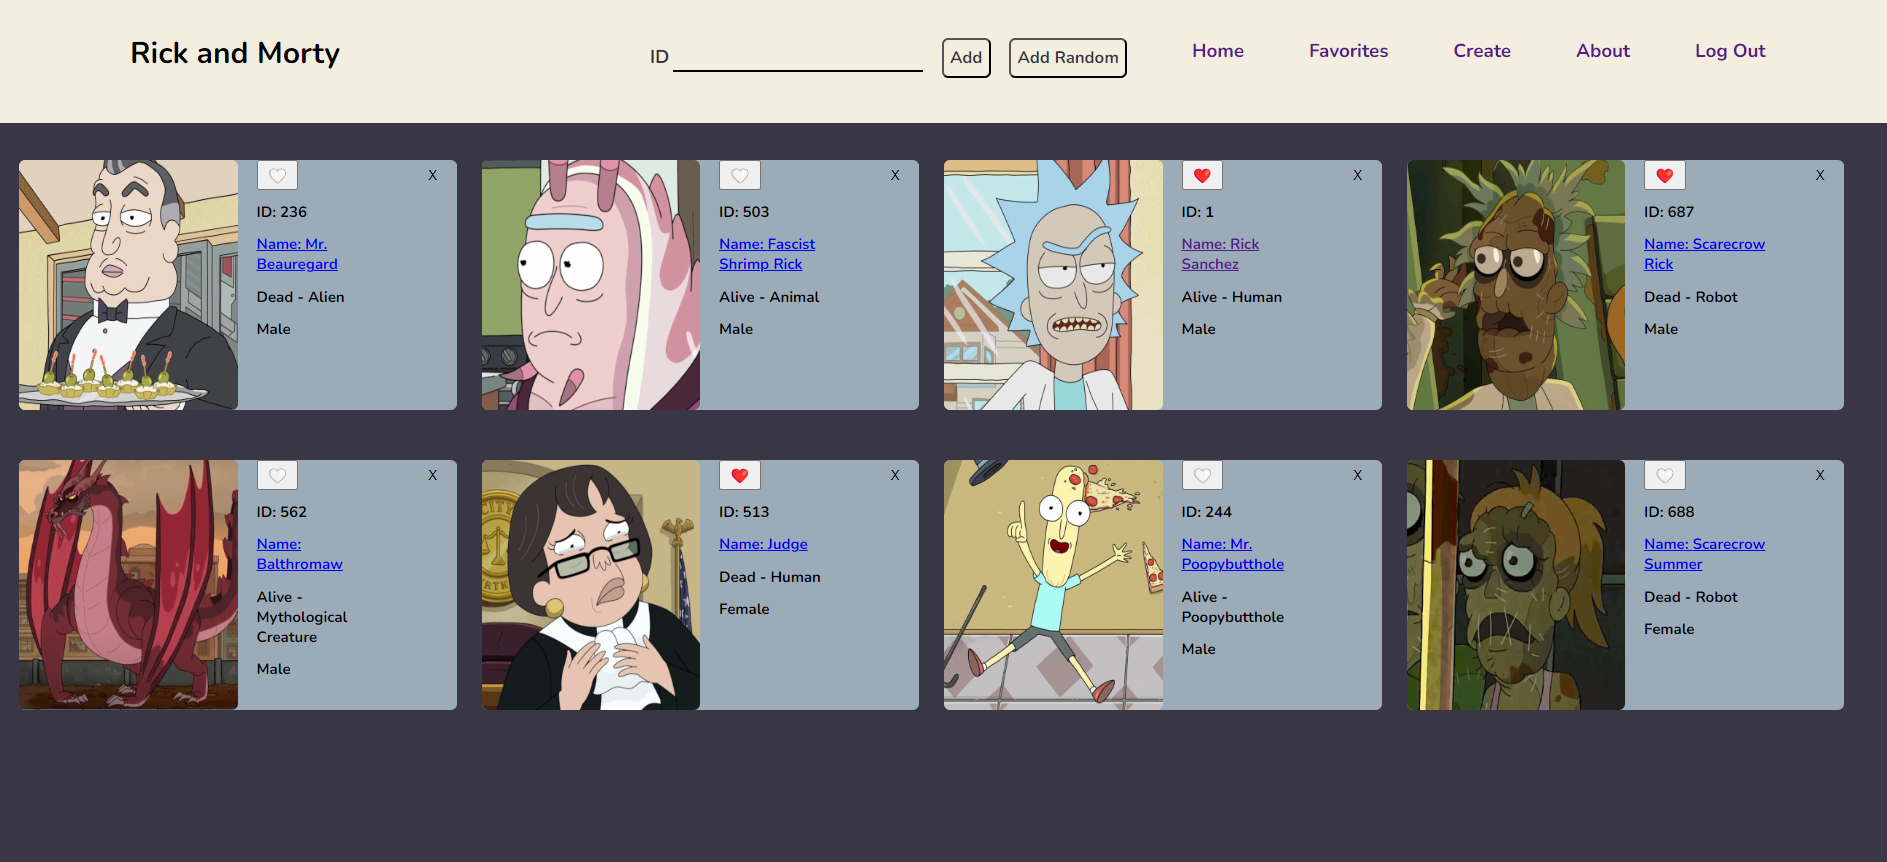 Rick and Morty
ID
Add
Add Random
Home
Favorites
Create
About
Log Out
X
ID: 236
Name: Mr.
Beauregard
Dead - Alien
Male
X
ID: 503
Name: Fascist
Shrimp Rick
Alive - Animal
Male
X
ID: 1
Name: Rick
Sanchez
Alive - Human
Male
X
ID: 687
Name: Scarecrow
Rick
Dead - Robot
Male
X
ID: 562
Name:
Balthromaw
Alive -
Mythological
Creature
Male
CITY
X
ID: 513
Name: Judge
Dead - Human
Female
X
ID: 244
Name: Mr.
Poopybutthole
Alive -
Poopybutthole
Male
X
ID: 688
Name: Scarecrow
Summer
Dead - Robot
Female